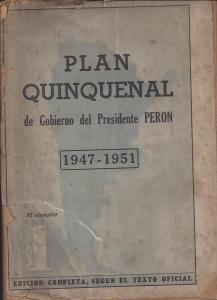 PLAN
QUINQUENAL
de Gobierno del Presidente PERON
1947-1951
El ejemplar
EDICION COMPLETA, SEGUN EL TEXTO OFICIAL